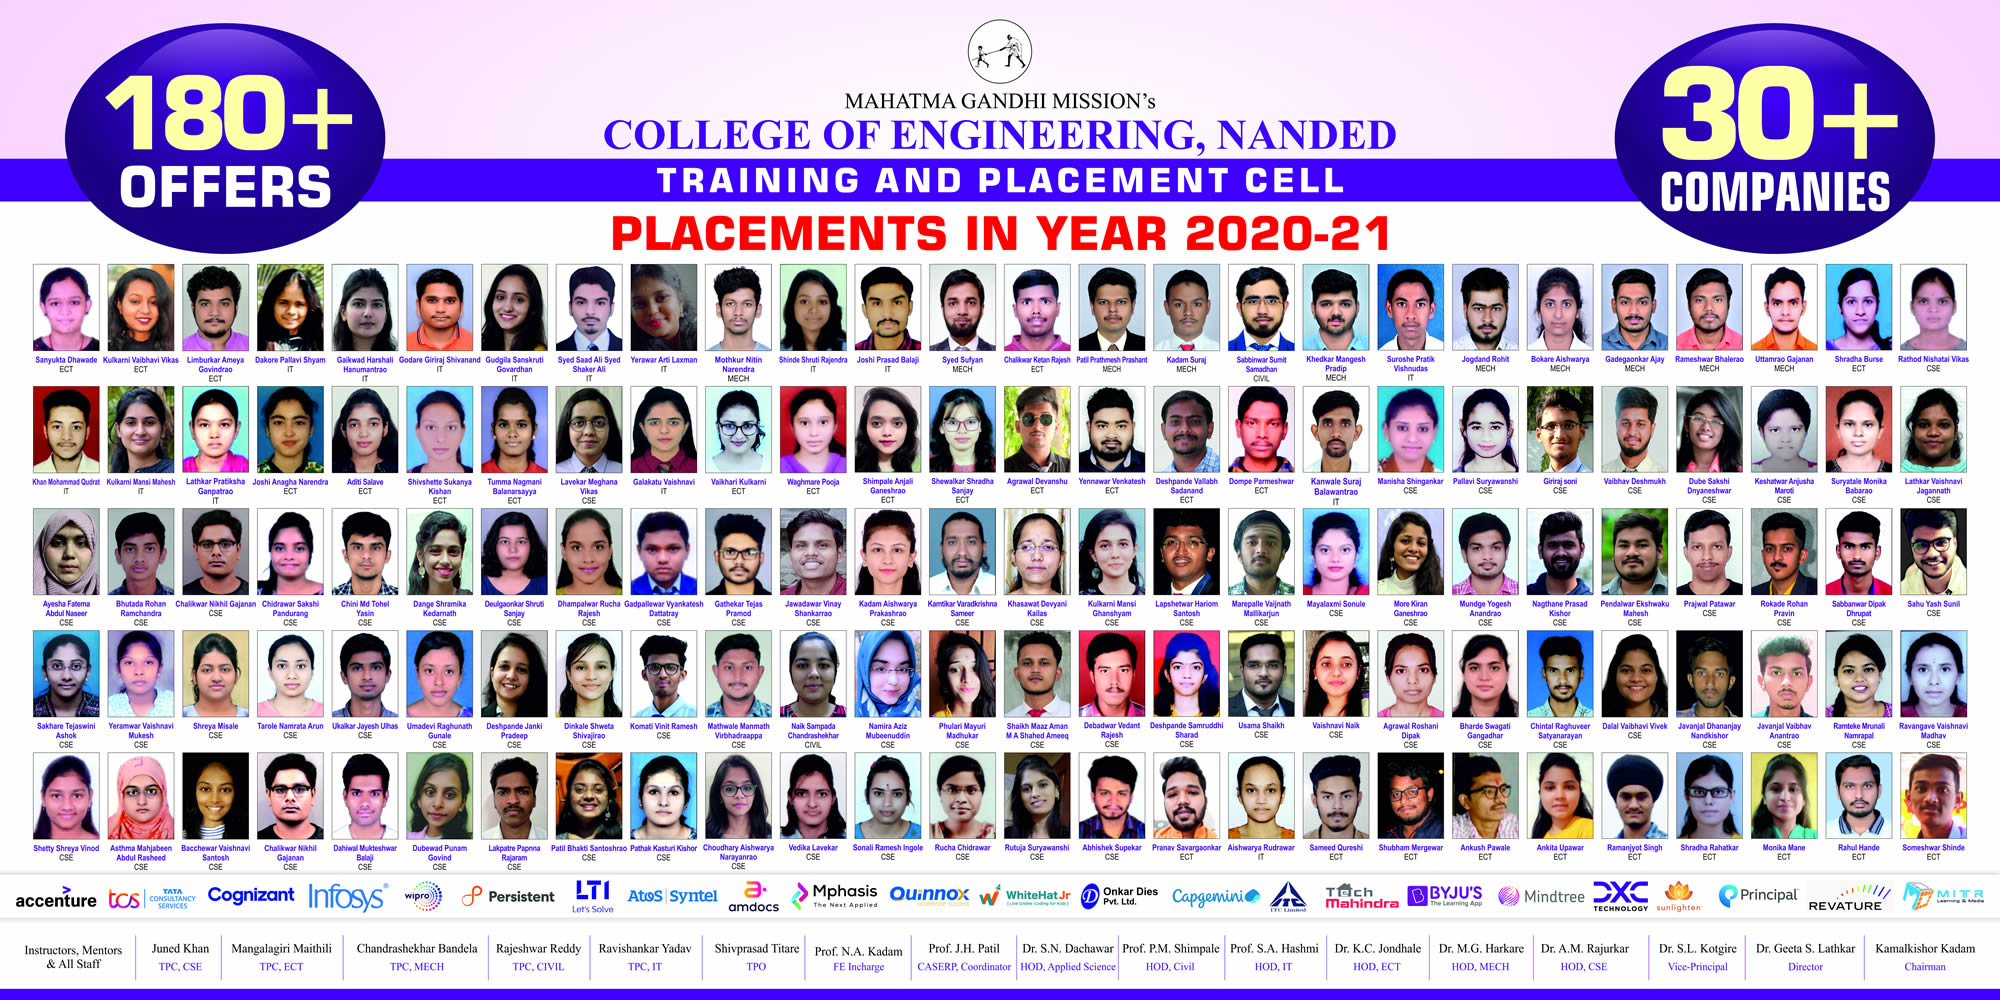 180+
OFFERS
MAHATMA GANDHI MISSION's
COLLEGE OF ENGINEERING, NANDED
TRAINING AND PLACEMENT CELL
PLACEMENTS IN YEAR 2020-21
30+
COMPANIES
Sanyukta Dhawade
ECT
Kulkarni Vaibhavi Vikas
ECT
Limburkar Ameya
Govindrao
ECT
Dakore Pallavi Shyam
IT
Gaikwad Harshali
Hanumantrao
IT
Godare Giriraj Shivanand
IT
Gudgila Sanskruti
Govardhan
IT
Syed Saad Ali Syed
Shaker Ali
IT
Yerawar Arti Laxman
IT
Mothkur Nitin
Narendra
MECH
Shinde Shruti Rajendra
IT
Joshi Prasad Balaji
IT
Syed Sufyan
MECH
Chalikwar Ketan Rajesh
ECT
Patil Prathmesh Prashant
MECH
Kadam Suraj
MECH
Sabbinwar Sumit
Samadhan
CIVIL
Khedkar Mangesh
Pradip
MECH
Suroshe Pratik
Vishnudas
IT
Jogdand Rohit
MECH
Bokare Aishwarya
MECH
Gadegaonkar Ajay
MECH
Rameshwar Bhalerao
MECH
Uttamrao Gajanan
MECH
Shradha Burse
ECT
Rathod Nishatai Vikas
CSE
Khan Mohammad Qudrat
IT
Kulkarni Mansi Mahesh
IT
Lathkar Pratiksha
Ganpatrao
IT
Joshi Anagha Narendra
ECT
Aditi Salave
ECT
Shivshette Sukanya
Kishan
ECT
Tumma Nagmani
Balanarsayya
ECT
Lavekar Meghana
Vikas
CSE
Galakatu Vaishnavi
IT
Vaikhari Kulkarni
ECT
Waghmare Pooja
ECT
Shimpale Anjali
Ganeshrao
ECT
Shewalkar Shradha
Sanjay
ECT
Agrawal Devanshu
ECT
Yennawar Venkatesh
ECT
Deshpande Vallabh
Sadanand
ECT
Dompe Parmeshwar
ECT
Kanwale Suraj
Balawantrao
IT
Manisha Shingankar
CSE
Pallavi Suryawanshi
CSE
Giriraj soni
CSE
Vaibhav Deshmukh
CSE
Dube Sakshi
Dnyaneshwar
CSE
Keshatwar Anjusha
Maroti
CSE
Suryatale Monika
Babarao
CSE
Lathkar Vaishnavi
Jagannath
CSE
Ayesha Fatema
Abdul Naseer
CSE
Bhutada Rohan
Ramchandra
CSE
Chalikwar Nikhil Gajanan
CSE
Chidrawar Sakshi
Pandurang
CSE
Chini Md Tohel
Yasin
CSE
Dange Shramika
Kedarnath
CSE
Deulgaonkar Shruti
Sanjay
CSE
Dhampalwar Rucha
Rajesh
CSE
Gadpallewar Vyankatesh
Dattatray
CSE
Gathekar Tejas
Pramod
CSE
Jawadawar Vinay
Shankarrao
CSE
Kadam Aishwarya
Prakashrao
CSE
Kamtikar Varadkrishna
Sameer
CSE
Khasawat Devyani
Kailas
CSE
Kulkarni Mansi
Ghanshyam
CSE
Lapshetwar Hariom
Santosh
CSE
Marepalle Vaijnath
Mallikarjun
CSE
Mayalaxmi Sonule
CSE
More Kiran
Ganeshrao
CSE
Mundge Yogesh
Anandrao
CSE
Nagthane Prasad
Kishor
CSE
Pendalwar Ekshwaku
Mahesh
CSE
Prajwal Patawar
CSE
Rokade Rohan
Pravin
CSE
Sabbanwar Dipak
Dhrupat
CSE
Sahu Yash Sunil
CSE
Sakhare Tejaswini
Ashok
CSE
Yeramwar Vaishnavi
Mukesh
CSE
Shreya Misale
CSE
Tarole Namrata Arun
CSE
Ukalkar Jayesh Ulhas
CSE
Umadevi Raghunath
Gunale
CSE
Deshpande Janki
Pradeep
CSE
Dinkale Shweta
Shivajirao
CSE
Komati Vinit Ramesh
CSE
Mathwale Manmath
Virbhadraappa
CSE
Naik Sampada
Chandrashekhar
CIVIL
Namira Aziz
Mubeenuddin
CSE
Phulari Mayuri
Madhukar
CSE
Shaikh Maaz Aman
M A Shahed Ameeq
CSE
Debadwar Vedant
Rajesh
CSE
Deshpande Samruddhi
Sharad
CSE
Usama Shaikh
CSE
Vaishnavi Naik
CSE
Agrawal Roshani
Dipak
CSE
Bharde Swagati
Gangadhar
CSE
Chintal Raghuveer
Satyanarayan
CSE
Dalal Vaibhavi Vivek
CSE
Javanjal Dhananjay
Nandkishor
CSE
Javanjal Vaibhav
Anantrao
CSE
Ramteke Mrunali
Namrapal
CSE
Ravangave Vaishnavi
Madhav
CSE
Shetty Shreya Vinod
CSE
Asthma Mahjabeen
Abdul Rasheed
CSE
Bacchewar Vaishnavi
Santosh
CSE
Chalikwar Nikhil
Gajanan
CSE
Dahiwal Mukteshwar
Balaji
CSE
Dubewad Punam
Govind
CSE
Lakpatre Papnna
Rajaram
CSE
Patil Bhakti Santoshrao
CSE
Pathak Kasturi Kishor
CSE
Choudhary Aishwarya
Narayanrao
CSE
Vedika Lavekar
CSE
Sonali Ramesh Ingole
CSE
Rucha Chidrawar
CSE
Rutuja Suryawanshi
CSE
Abhishek Supekar
CSE
Pranav Savargaonkar
ECT
Aishwarya Rudrawar
IT
Sameed Qureshi
ECT
Shubham Mergewar
ECT
Ankush Pawale
ECT
Ankita Upawar
ECT
Ramanjyot Singh
ECT
Shradha Rahatkar
ECT
Monika Mane
ECT
Rahul Hande
ECT
Someshwar Shinde
ECT
accenture
tcs TATA
CONSULTANCY
SERVICES
Cognizant
Infosys
wipro
Persistent
LTI
Let's Solve
Atos Syntel
amdocs
Mphasis
The Next Applied
Quinnox
WhiteHat Jr
( Live Online Coding for Kids )
Onkar Dies
Pvt. Ltd.
Capgemini
ITC Limited
Tech
Mahindra
BYJU'S
The Learning App
Mindtree
DXC
TECHNOLOGY
sunlighten
Principal
REVATURE
MITR
Learning & Media
Instructors, Mentors
& All Staff
Juned Khan
TPC, CSE
Mangalagiri Maithili
TPC, ECT
Chandrashekhar Bandela
TPC, MECH
Rajeshwar Reddy
TPC, CIVIL
Ravishankar Yadav
TPC, IT
Shivprasad Titare
TPO
Prof. N.A. Kadam
FE Incharge
Prof. J.H. Patil
CASERP, Coordinator
Dr. S.N. Dachawar
HOD, Applied Science
Prof. P.M. Shimpale
HOD, Civil
Prof. S.A. Hashmi
HOD, IT
Dr. K.C. Jondhale
HOD, ECT
Dr. M.G. Harkare
HOD, MECH
Dr. A.M. Rajurkar
HOD, CSE
Dr. S.L. Kotgire
Vice-Principal
Dr. Geeta S. Lathkar
Director
Kamalkishor Kadam
Chairman